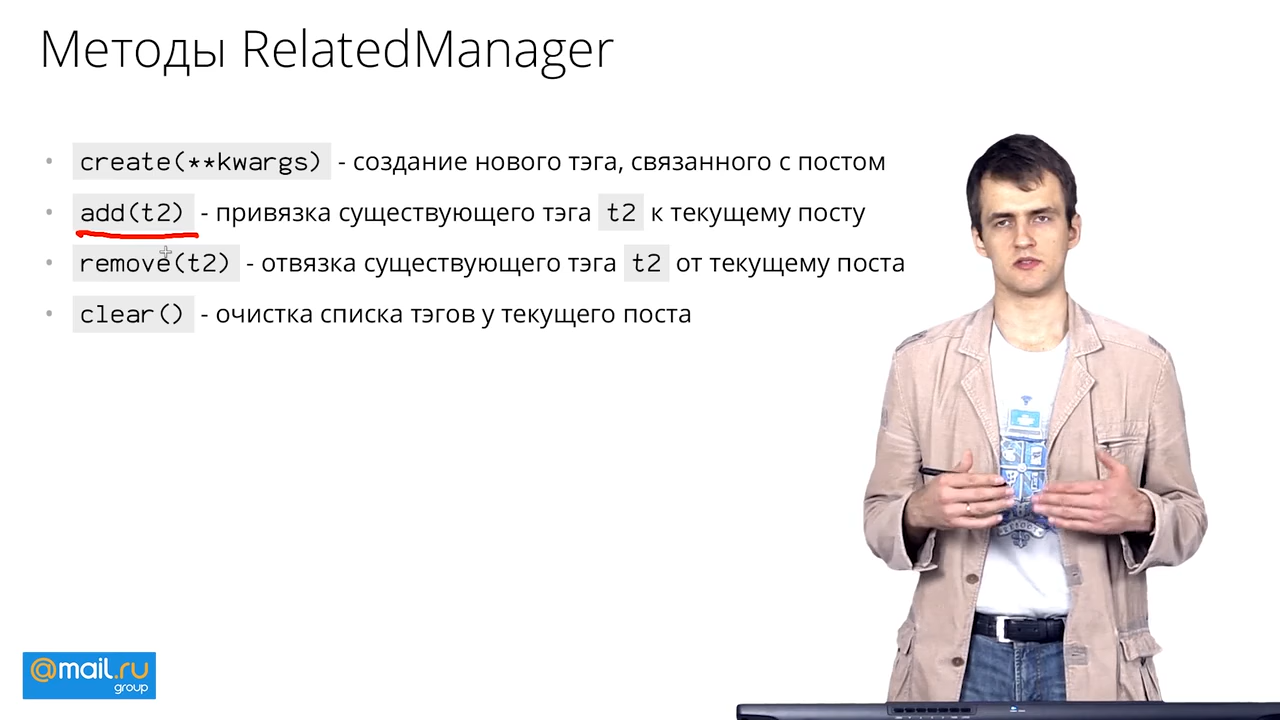 Методы RelatedManager
create(**kwargs) - создание нового тэга, связанного с постом
add(t2) - привязка существующего тэга t2 к текущему посту
remove(t2) - отвязка существующего тэга t2 от текущему поста
clear() - очистка списка тэгов у текущего поста
@mail.ru
group